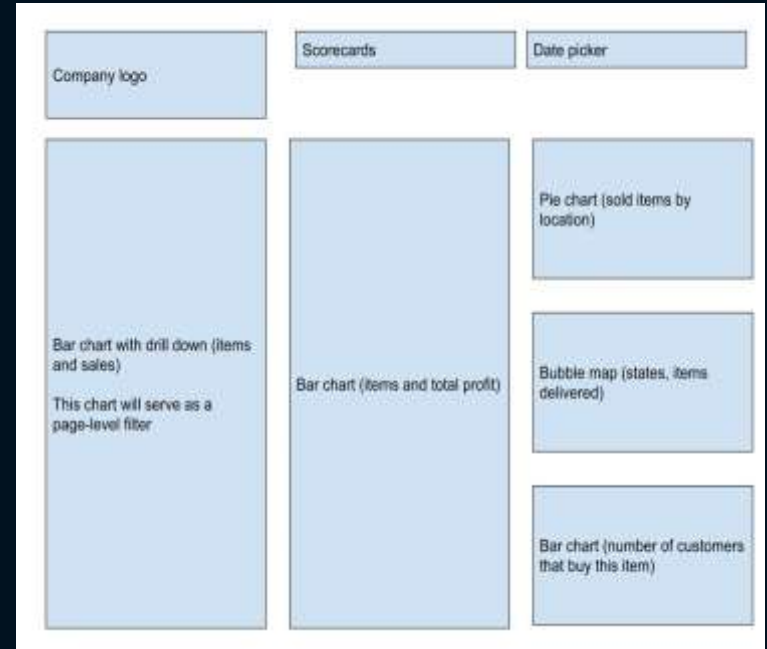 Company logo
Scorecards
Date picker
Bar chart with drill down (items
and sales)
This chart will serve as a
page-level filter
Bar chart (items and total profit)
Pie chart (sold items by
location)
Bubble map (states, items
delivered)
Bar chart (number of customers
that buy this item)